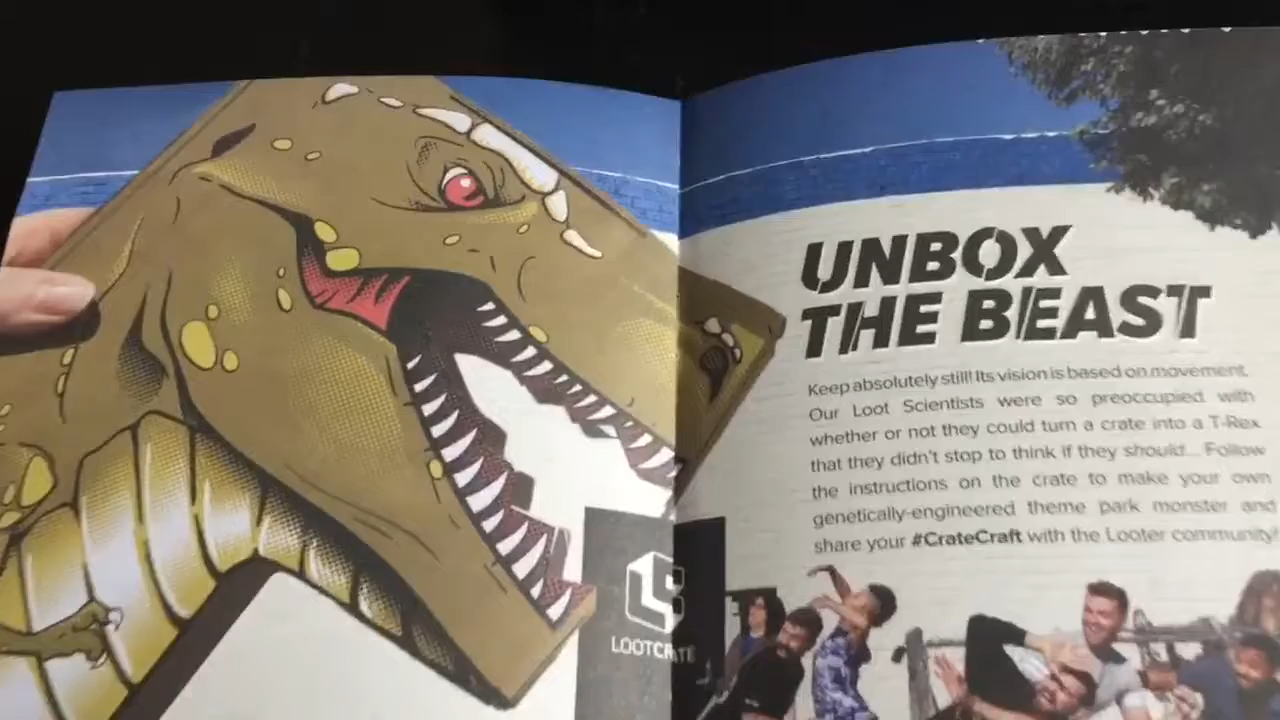 UNBOX
THE BEAST
Keep absolutely still! Its vision is based on movement.
Our Loot Scientists were so preoccupied with
whether or not they could turn a crate into a T-Rex
that they didn't stop to think if they should... Follow
the instructions on the crate to make your own
genetically-engineered theme park monster and
share your #CrateCraft with the Looter community!
LOOTCRATE